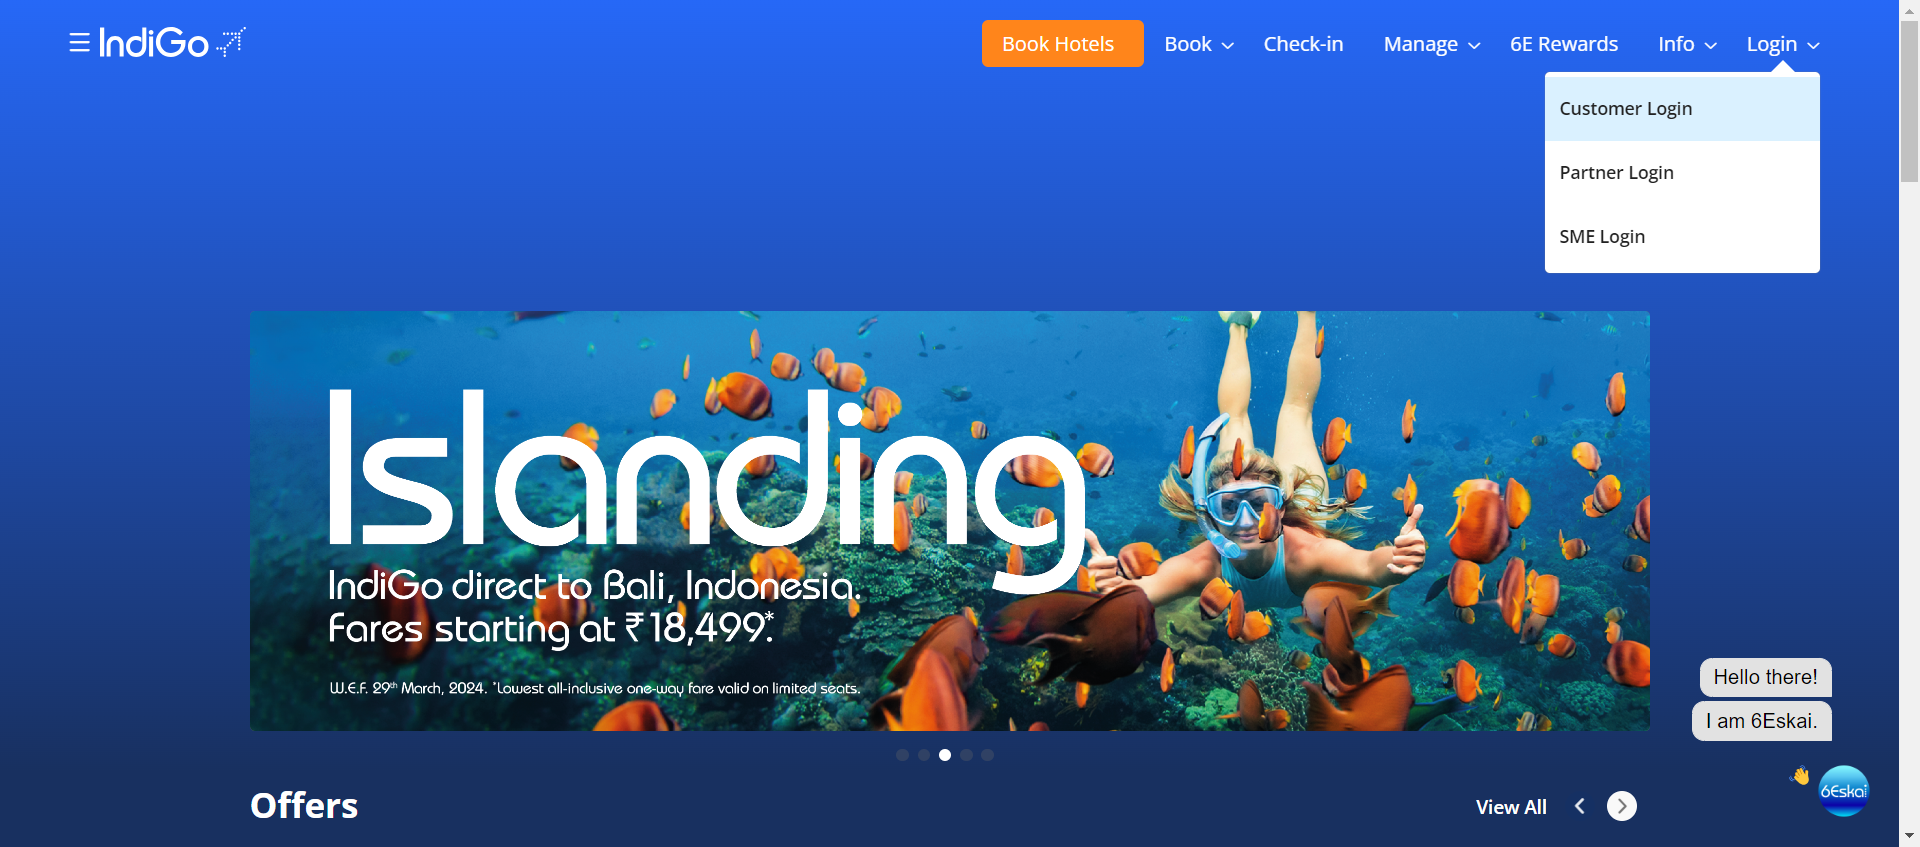 IndiGo
Book Hotels
Book
Check-in
Manage
6E Rewards
Info
Login
Customer Login
Partner Login
SME Login
Islanding
IndiGo direct to Bali, Indonesia.
Fares starting at ₹18,499*.
W.E.F. 29th March, 2024. *Lowest all-inclusive one-way fare valid on limited seats.
Hello there!
I am 6Eskai.
6Eskai
Offers
View All